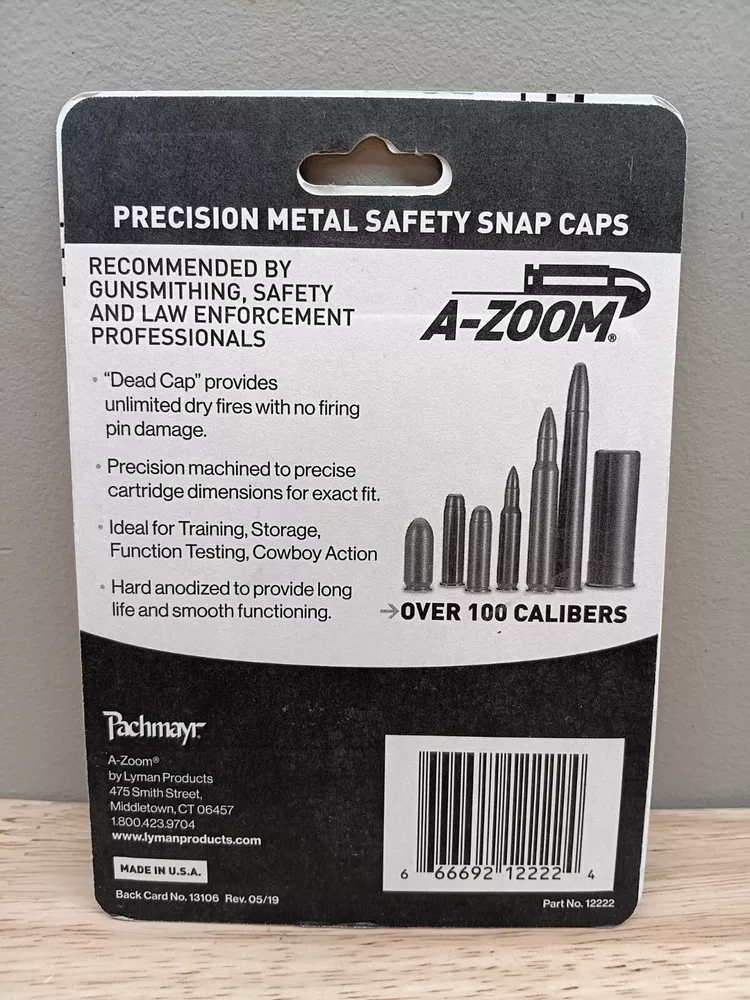 PRECISION METAL SAFETY SNAP CAPS
RECOMMENDED BY
GUNSMITHING, SAFETY
AND LAW ENFORCEMENT
PROFESSIONALS
A-ZOOM®
• “Dead Cap” provides
unlimited dry fires with no firing
pin damage.
• Precision machined to precise
cartridge dimensions for exact fit.
• Ideal for Training, Storage,
Function Testing, Cowboy Action
• Hard anodized to provide long
life and smooth functioning.
→OVER 100 CALIBERS
Pachmayr
A-Zoom®
by Lyman Products
475 Smith Street,
Middletown, CT 06457
1.800.423.9704
www.lymanproducts.com
MADE IN U.S.A.
Back Card No. 13106 Rev. 05/19
6 66692 12222 4
Part No. 12222